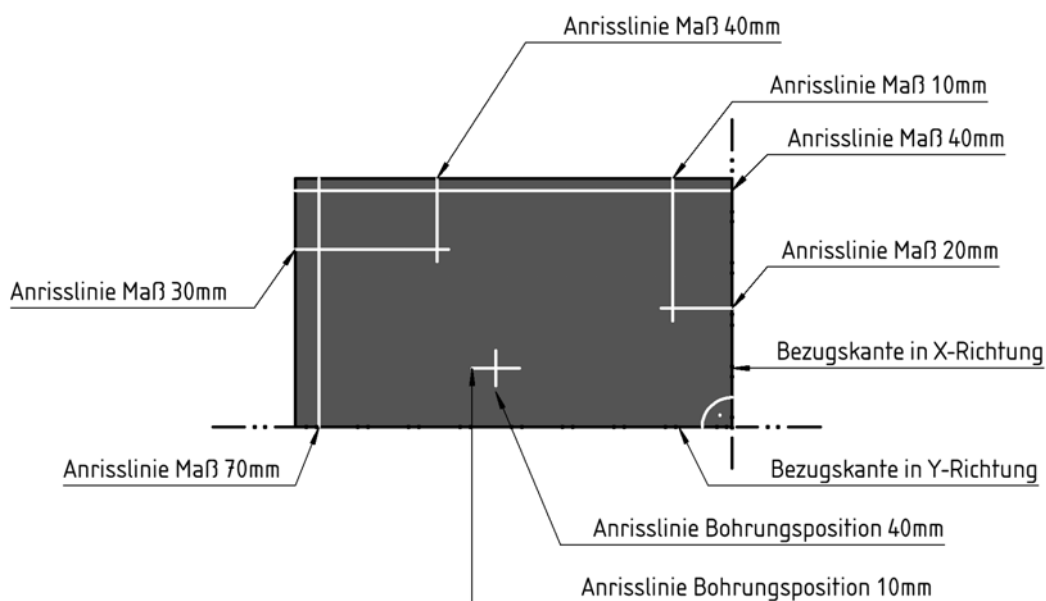 Anrisslinie Maß 40mm
Anrisslinie Maß 10mm
Anrisslinie Maß 40mm
Anrisslinie Maß 20mm
Anrisslinie Maß 30mm
Bezugskante in X-Richtung
Anrisslinie Maß 70mm
Bezugskante in Y-Richtung
Anrisslinie Bohrungsposition 40mm
Anrisslinie Bohrungsposition 10mm